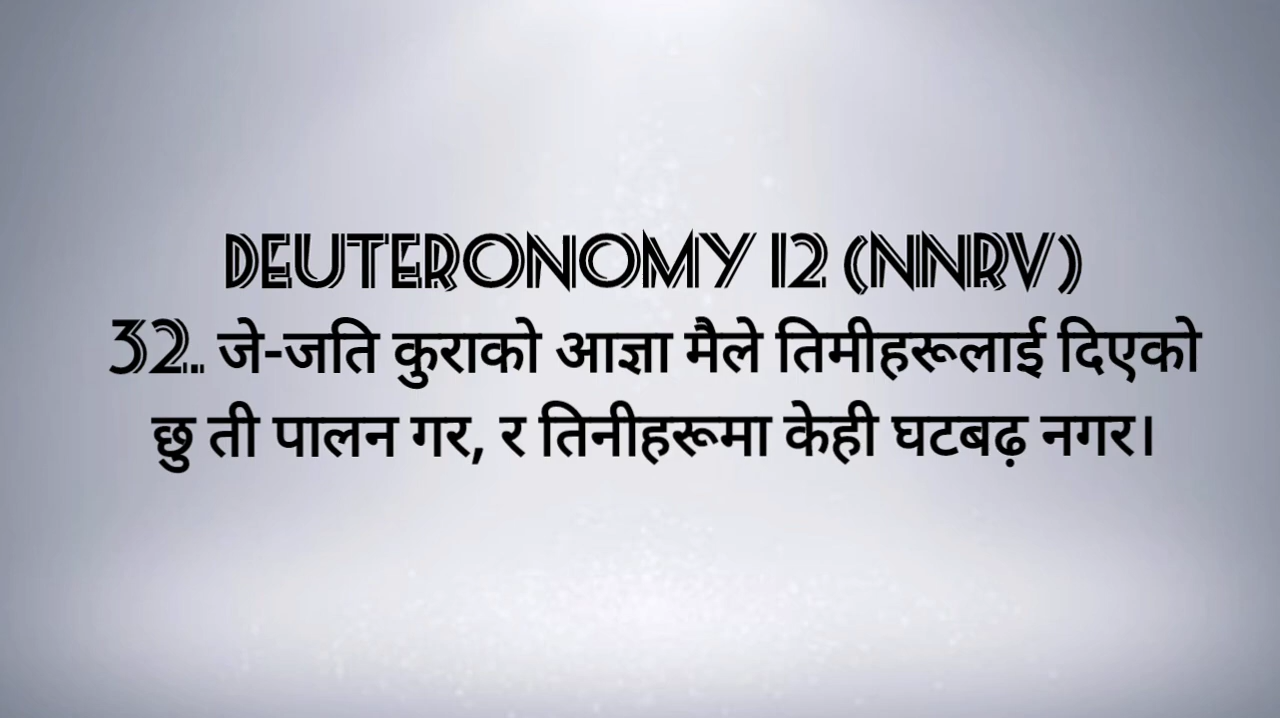 DEUTERONOMY 12 (NNRV)
32.. जे-जति कुराको आज्ञा मैले तिमीहरूलाई दिएको
छु ती पालन गर, र तिनीहरूमा केही घटबढ़ नगर।